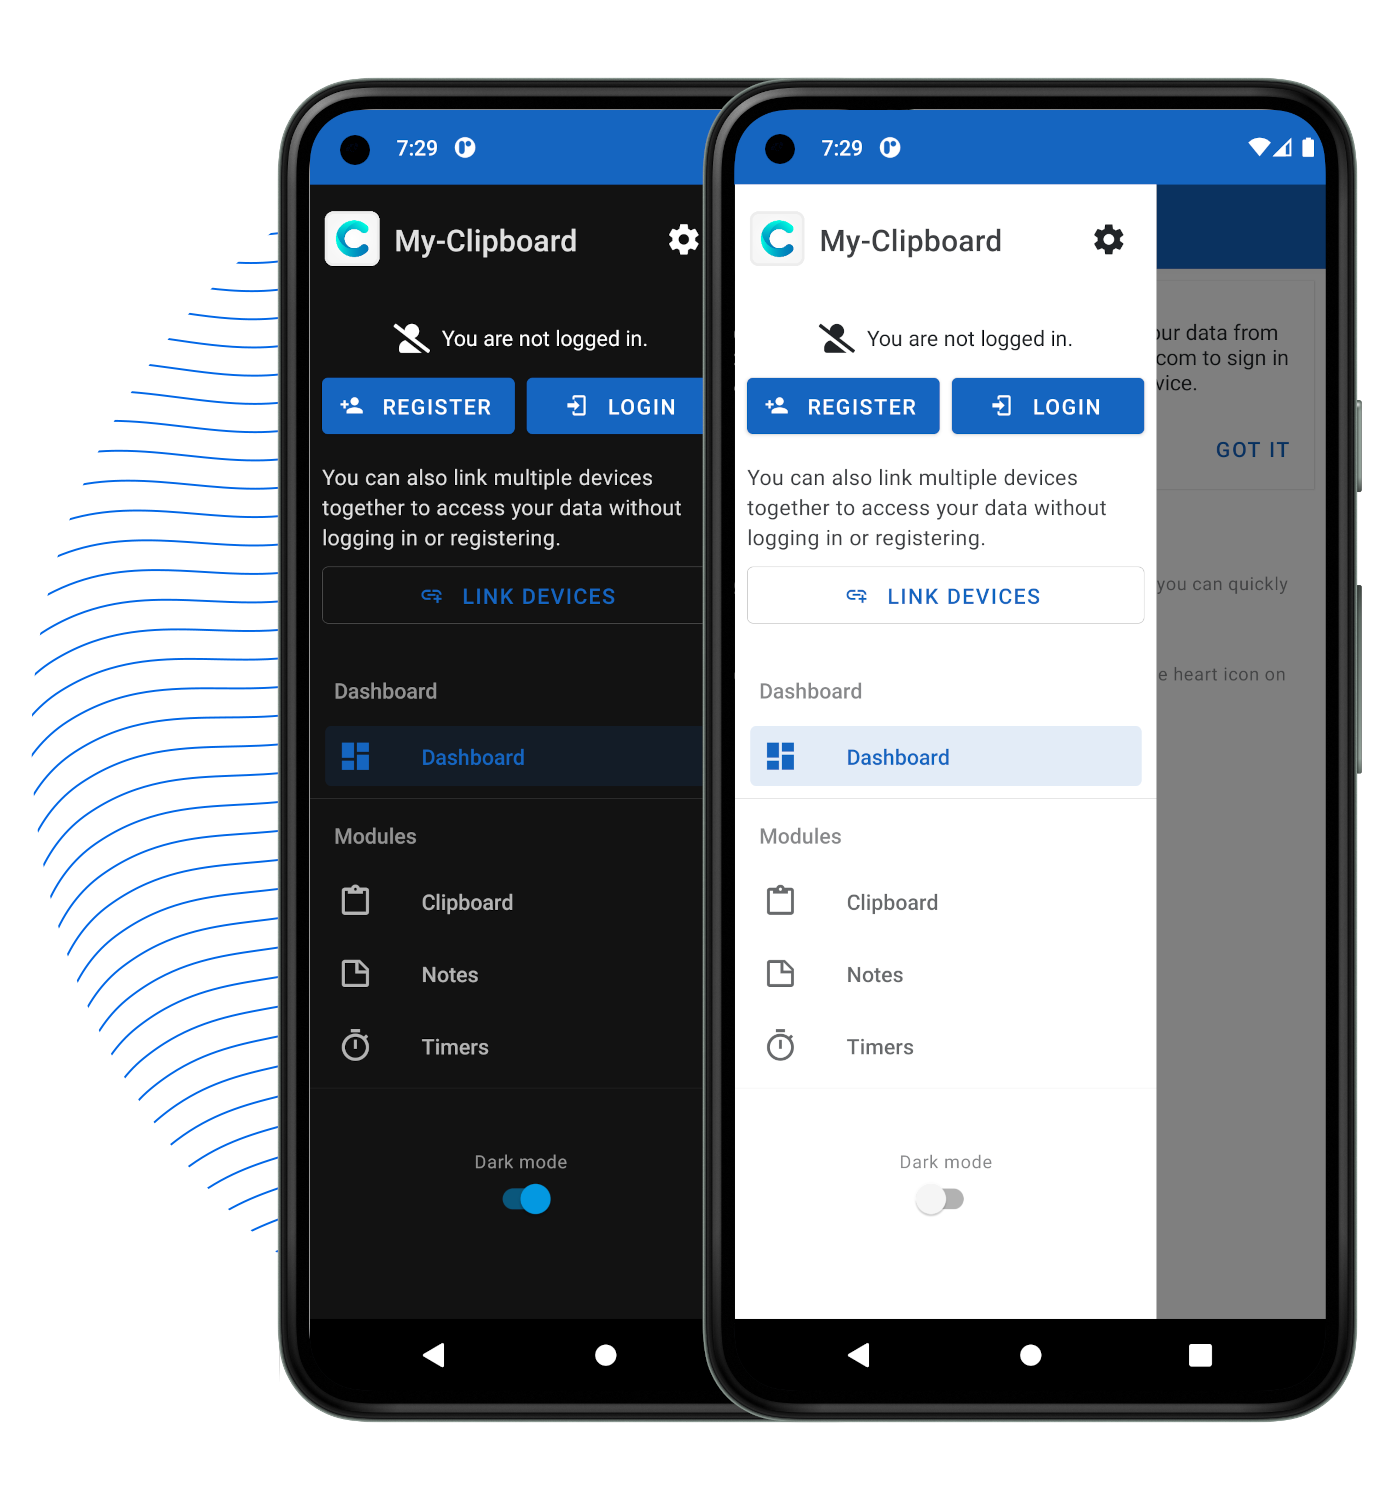 7:29
My-Clipboard
You are not logged in.
REGISTER
LOGIN
You can also link multiple devices
together to access your data without
logging in or registering.
LINK DEVICES
Dashboard
Dashboard
Modules
Clipboard
Notes
Timers
Dark mode
7:29
My-Clipboard
You are not logged in.
REGISTER
LOGIN
You can also link multiple devices
together to access your data without
logging in or registering.
LINK DEVICES
Dashboard
Dashboard
Modules
Clipboard
Notes
Timers
Dark mode
data from
com to sign in
GOT IT
you can quickly
heart icon on